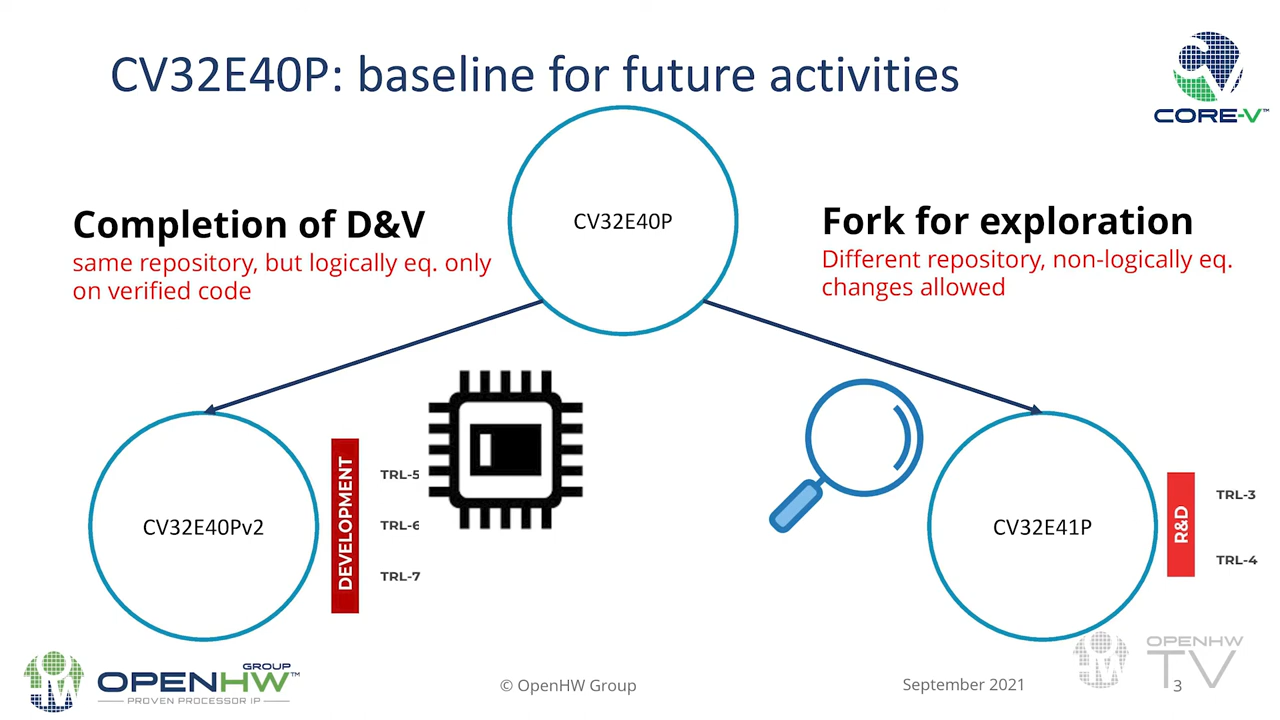 CV32E40P: baseline for future activities
CORE-V™
CV32E40P
Completion of D&V
same repository, but logically eq. only
on verified code
Fork for exploration
Different repository, non-logically eq.
changes allowed
CV32E40Pv2
DEVELOPMENT
TRL-5
TRL-6
TRL-7
CV32E41P
R&D
TRL-3
TRL-4
OPENHW GROUP™
PROVEN PROCESSOR IP
© OpenHW Group
September 2021
3
OPENHW
TV